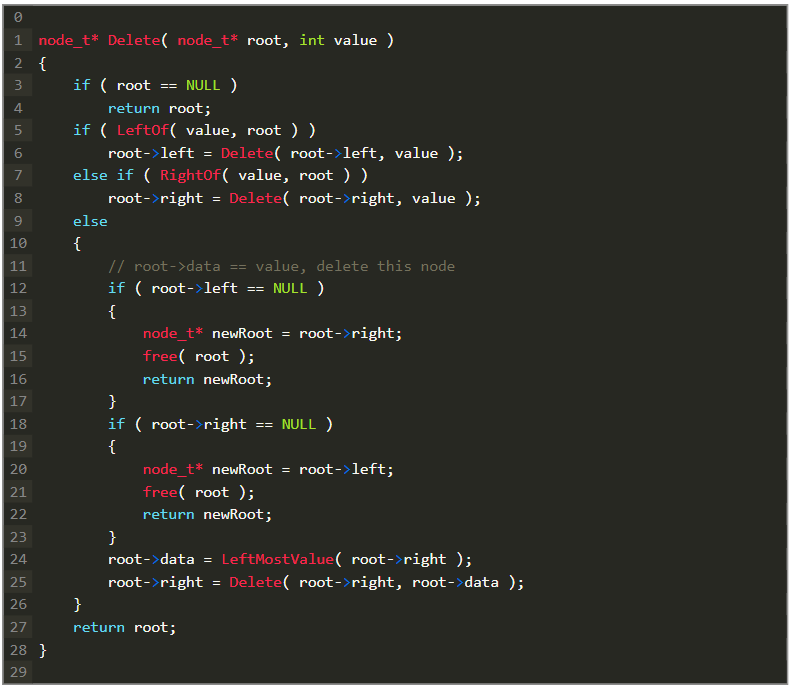 0
1 node_t* Delete( node_t* root, int value )
2 {
3     if ( root == NULL )
4         return root;
5     if ( LeftOf( value, root ) )
6         root->left = Delete( root->left, value );
7     else if ( RightOf( value, root ) )
8         root->right = Delete( root->right, value );
9     else
10     {
11         // root->data == value, delete this node
12         if ( root->left == NULL )
13         {
14             node_t* newRoot = root->right;
15             free( root );
16             return newRoot;
17         }
18         if ( root->right == NULL )
19         {
20             node_t* newRoot = root->left;
21             free( root );
22             return newRoot;
23         }
24         root->data = LeftMostValue( root->right );
25         root->right = Delete( root->right, root->data );
26     }
27     return root;
28 }
29